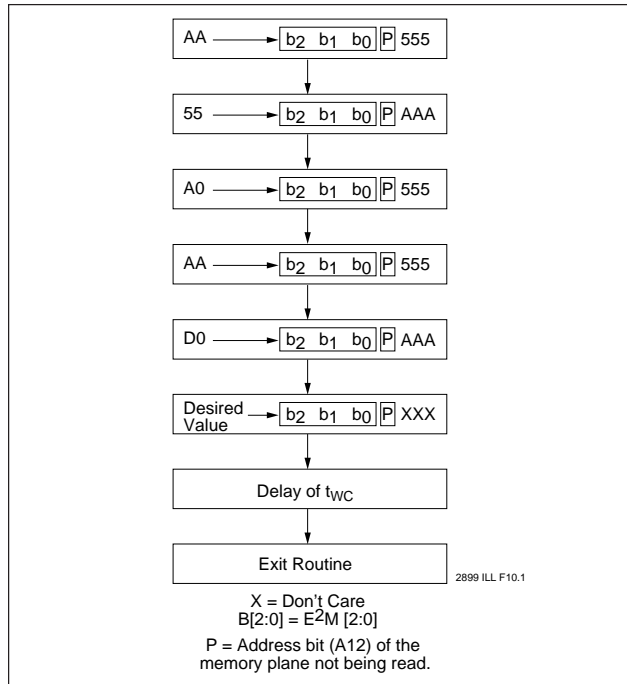 AA b2 b1 b0 P 555
55 b2 b1 b0 P AAA
A0 b2 b1 b0 P 555
AA b2 b1 b0 P 555
D0 b2 b1 b0 P AAA
Desired
Value b2 b1 b0 P XXX
Delay of tWC
Exit Routine
2899 ILL F10.1
X = Don't Care
B[2:0] = E2M [2:0]
P = Address bit (A12) of the
memory plane not being read.